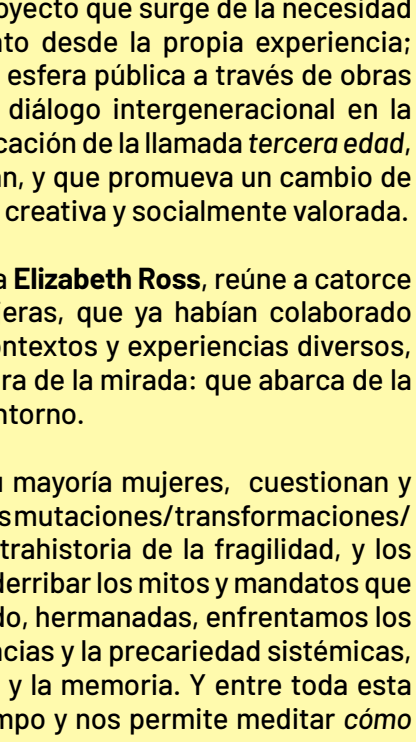 oyecto que surge de la necesidad
nto desde la propia experiencia;
esfera pública a través de obras
diálogo intergeneracional en la
cación de la llamada tercera edad,
an, y que promueva un cambio de
creativa y socialmente valorada.
a Elizabeth Ross, reúne a catorce
jeras, que ya habían colaborado
ontextos y experiencias diversos,
ra de la mirada: que abarca de la
ntorno.
u mayoría mujeres, cuestionan y
s mutaciones/transformaciones/
trahistoria de la fragilidad, y los
derribar los mitos y mandatos que
do, hermanadas, enfrentamos los
ncias y la precariedad sistémicas,
y la memoria. Y entre toda esta
mpo y nos permite meditar cómo